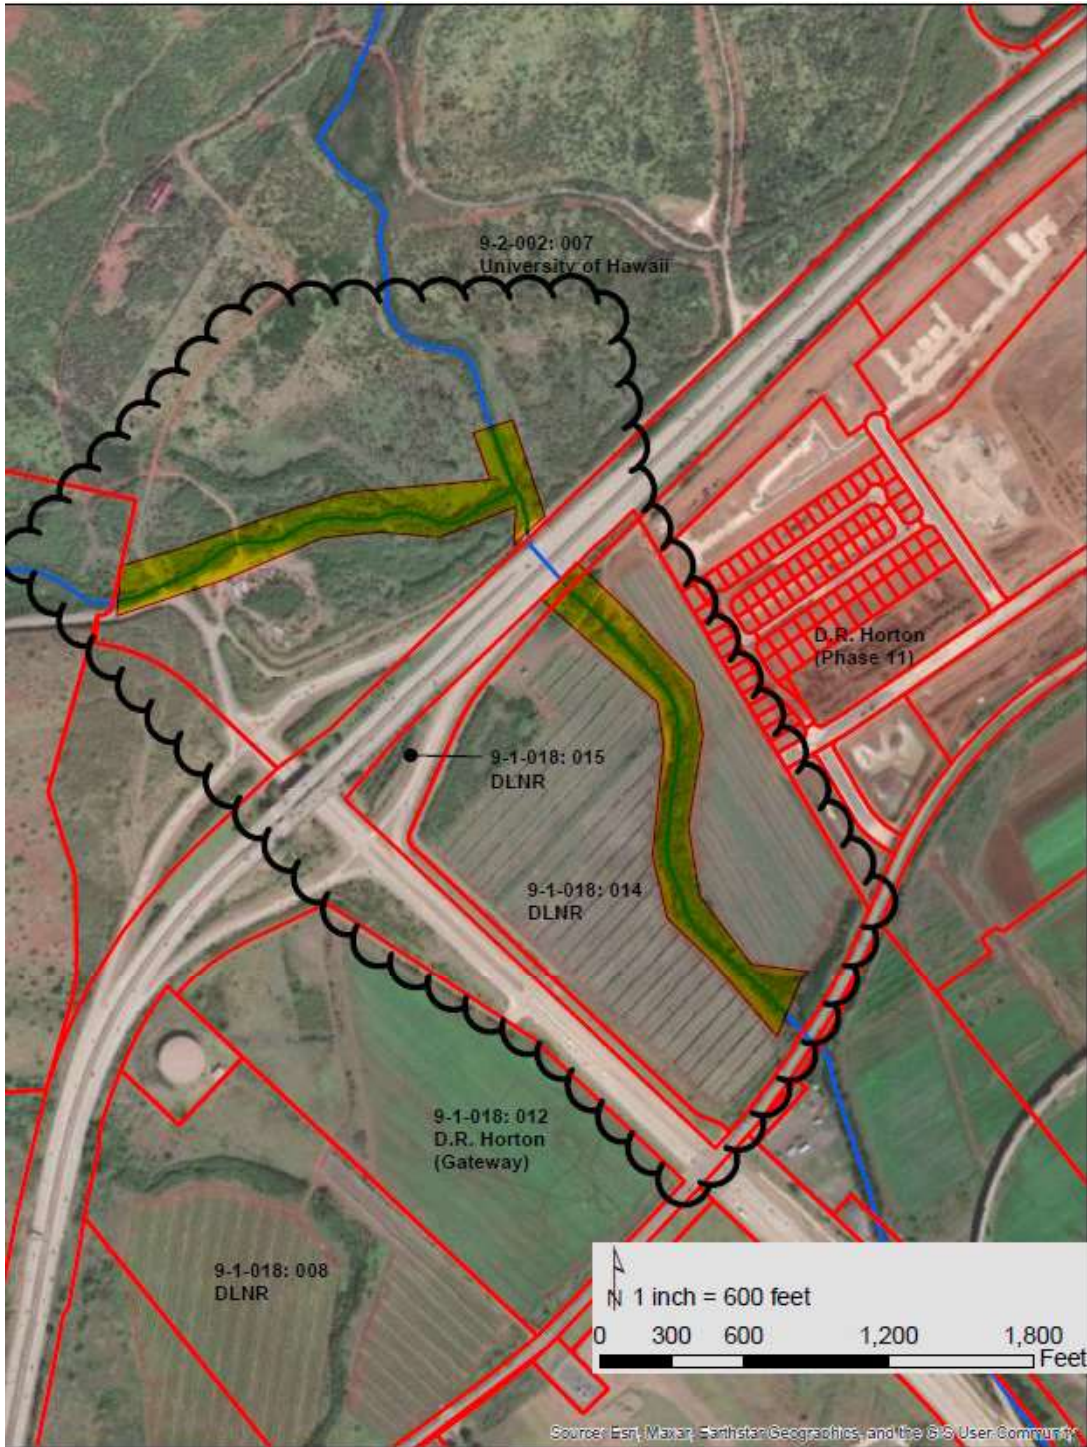 9-2-002: 007
University of Hawaii
D.R. Horton
(Phase 11)
9-1-018: 015
DLNR
9-1-018: 014
DLNR
9-1-018: 012
D.R. Horton
(Gateway)
9-1-018: 008
DLNR
N 1 inch = 600 feet
0 300 600 1,200 1,800
Feet
Source: Esri, Maxar, Earthstar Geographics, and the GIS User Community